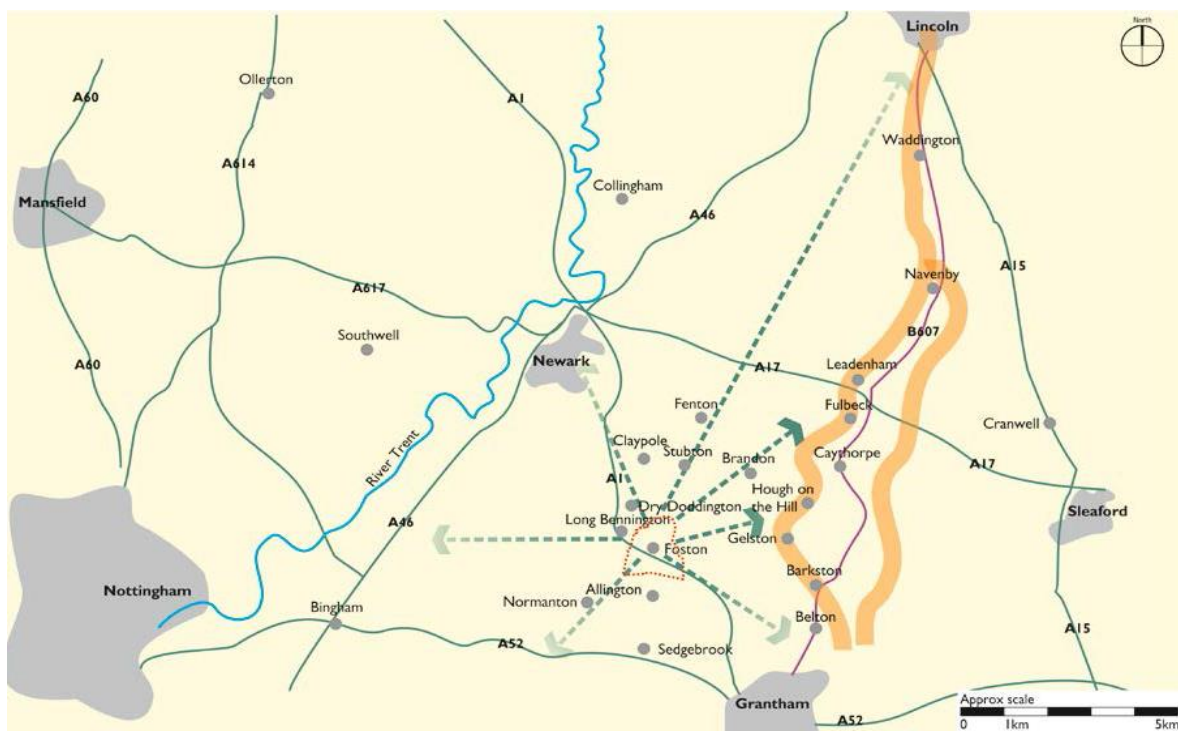 Lincoln
North
Ollerton
A60
A1
Waddington
A614
Mansfield
Collingham
A46
A15
Navenby
A617
B607
Southwell
Newark
A60
A17
Leadenham
Fenton
Fulbeck
Cranwell
Claypole
Stubton
Brandon
Caythorpe
A17
River Trent
A1
Hough on
the Hill
Dry Doddington
Sleaford
A46
Long Bennington
Gelston
Foston
Nottingham
Barkston
Allington
Normanton
Bingham
Belton
A52
A15
Sedgebrook
Grantham
A52
Approx scale
0 1km 5km